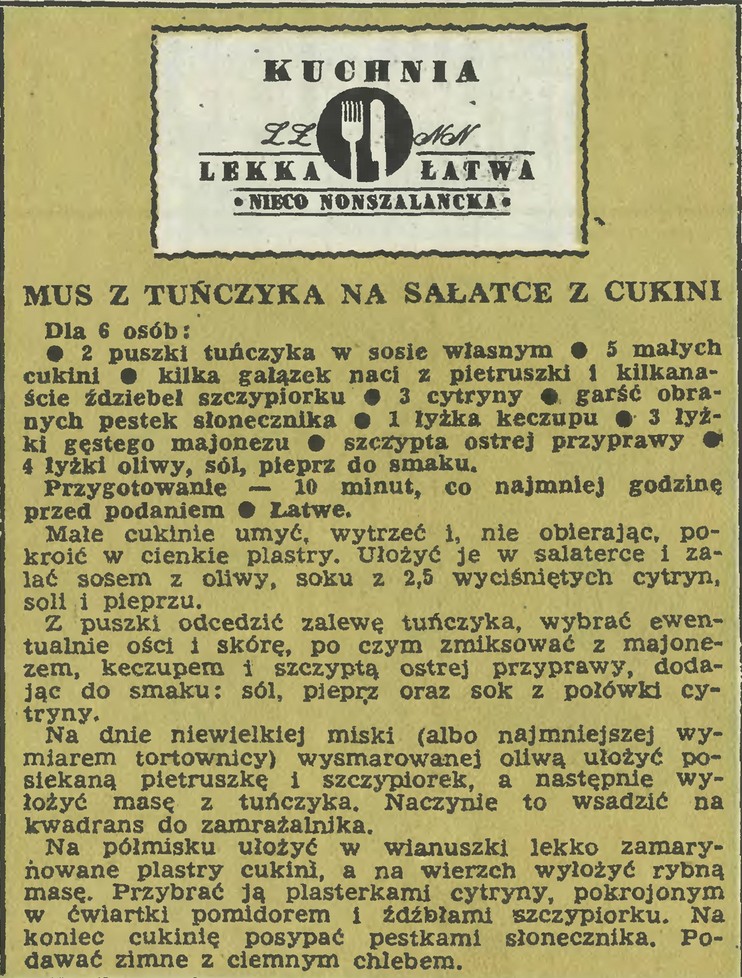 KUCHNIA
LEKKA ŁATWA
• NIECO NONSZALANCKA •
MUS Z TUŃCZYKA NA SAŁATCE Z CUKINI
Dla 6 osób:
● 2 puszki tuńczyka w sosie własnym ● 5 małych
cukini ● kilka gałązek naci z pietruszki i kilkana-
ście ździebeł szczypiorku ● 3 cytryny ● garść obra-
nych pestek słonecznika ● 1 łyżka keczupu ● 3 łyż-
ki gęstego majonezu ● szczypta ostrej przyprawy ●
4 łyżki oliwy, sól, pieprz do smaku.
Przygotowanie — 10 minut, co najmniej godzinę
przed podaniem ● Łatwe.
Małe cukinie umyć, wytrzeć i, nie obierając, po-
kroić w cienkie plastry. Ułożyć je w salaterce i za-
lać sosem z oliwy, soku z 2,5 wyciśniętych cytryn,
soli i pieprzu.
Z puszki odcedzić zalewę tuńczyka, wybrać ewen-
tualnie ości i skórę, po czym zmiksować z majone-
zem, keczupem i szczyptą ostrej przyprawy, doda-
jąc do smaku: sól, pieprz oraz sok z połówki cy-
tryny.
Na dnie niewielkiej miski (albo najmniejszej wy-
miarem tortownicy) wysmarowanej oliwą ułożyć po-
siekaną pietruszkę i szczypiorek, a następnie wy-
łożyć masę z tuńczyka. Naczynie to wsadzić na
kwadrans do zamrażalnika.
Na półmisku ułożyć w wianuszki lekko zamary-
nowane plastry cukini, a na wierzch wyłożyć rybną
masę. Przybrać ją plasterkami cytryny, pokrojonym
w ćwiartki pomidorem i źdźbłami szczypiorku. Na
koniec cukinię posypać pestkami słonecznika. Po-
dawać zimne z ciemnym chlebem.